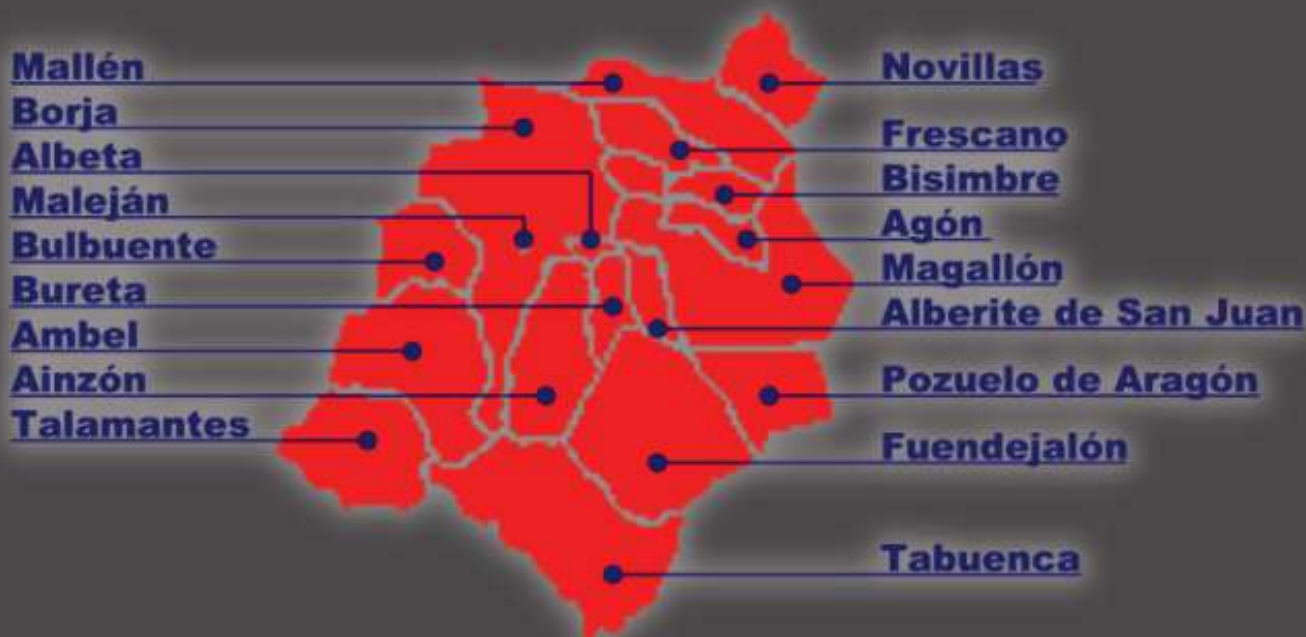 Mallén
Borja
Albeta
Maleján
Bulbuente
Bureta
Ambel
Ainzón
Talamantes
Novillas
Frescano
Bisimbre
Agón
Magallón
Alberite de San Juan
Pozuelo de Aragón
Fuendejalón
Tabuenca